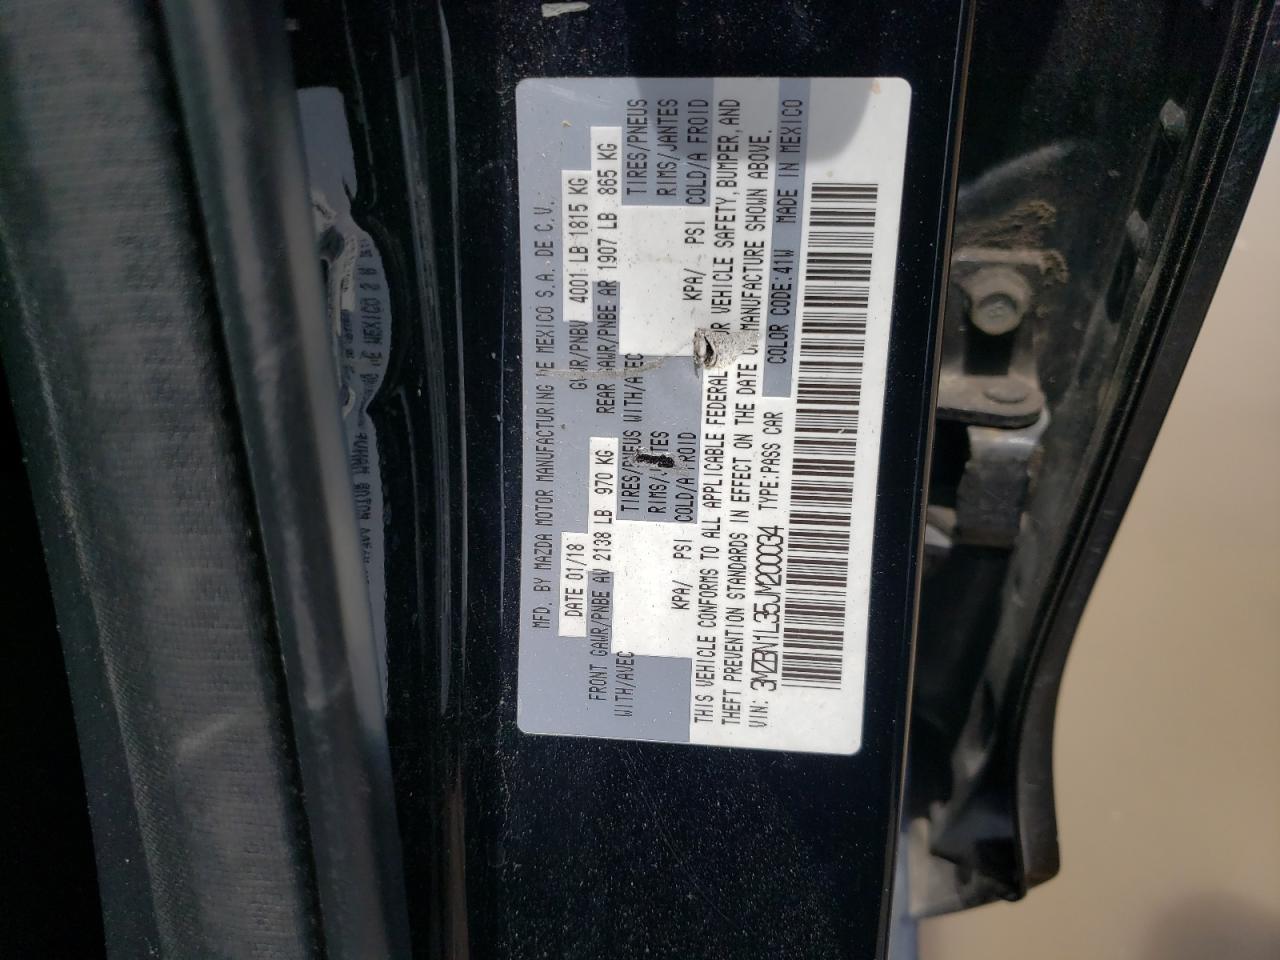 MFD. BY MAZDA MOTOR MANUFACTURING DE MEXICO S.A. DE C.V.
DATE 01/18 GVWR/PNBV 4001 LB 1815 KG
FRONT GAWR/PNBE AV 2138 LB 970 KG REAR GAWR/PNBE AR 1907 LB 865 KG
WITH/AVEC TIRES/PNEUS WITH/AVEC TIRES/PNEUS
RIMS/JANTES RIMS/JANTES
KPA/ PSI COLD/A FROID KPA/ PSI COLD/A FROID
THIS VEHICLE CONFORMS TO ALL APPLICABLE FEDERAL MOTOR VEHICLE SAFETY, BUMPER, AND
THEFT PREVENTION STANDARDS IN EFFECT ON THE DATE OF MANUFACTURE SHOWN ABOVE.
VIN: 3MZBN1L35JM200034 TYPE:PASS CAR COLOR CODE:41W MADE IN MEXICO